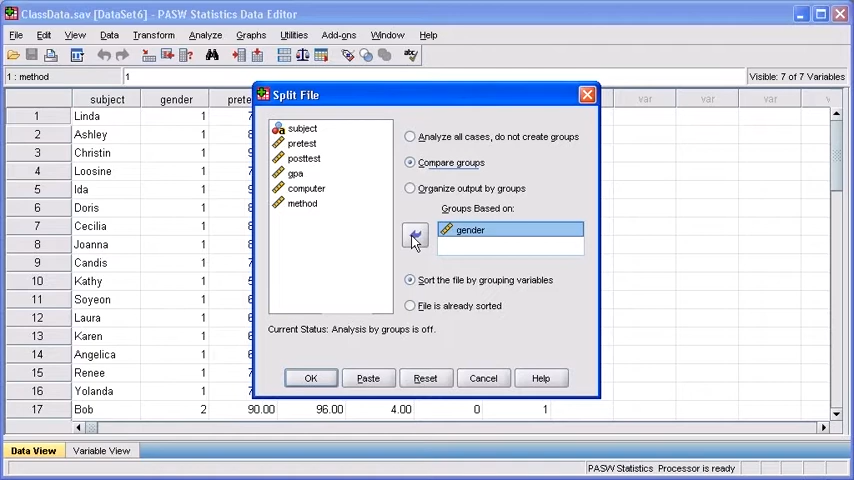 ClassData.sav [DataSet6] - PASW Statistics Data Editor
File Edit View Data Transform Analyze Graphs Utilities Add-ons Window Help
1 : method 1 Visible: 7 of 7 Variables
subject gender var var var
1 Linda 1
2 Ashley 1
3 Christin 1
4 Loosine 1
5 Ida 1
6 Doris 1
7 Cecilia 1
8 Joanna 1
9 Candis 1
10 Kathy 1
11 Soyeon 1
12 Laura 1
13 Karen 1
14 Angelica 1
15 Renee 1
16 Yolanda 1
17 Bob 2 90.00 96.00 4.00 0 1
Split File
subject
pretest
posttest
gpa
computer
method
Analyze all cases, do not create groups
Compare groups
Organize output by groups
Groups Based on:
gender
Sort the file by grouping variables
File is already sorted
Current Status: Analysis by groups is off.
OK Paste Reset Cancel Help
Data View Variable View
PASW Statistics Processor is ready